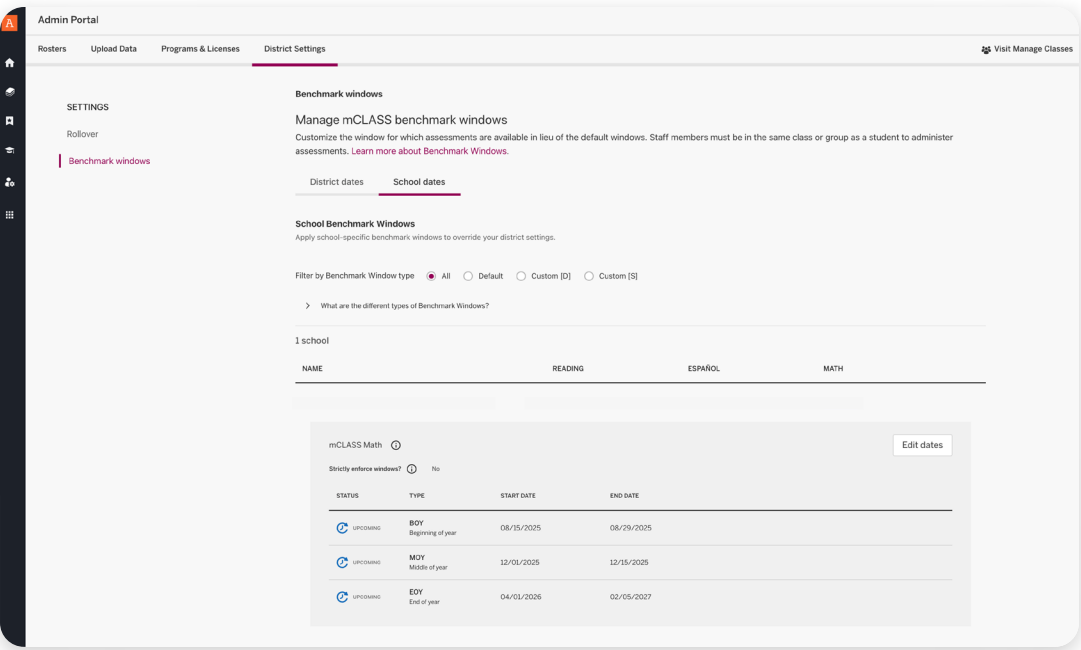 A
Admin Portal
Rosters Upload Data Programs & Licenses District Settings Visit Manage Classes
SETTINGS
Rollover
Benchmark windows
Benchmark windows
Manage mCLASS benchmark windows
Customize the window for which assessments are available in lieu of the default windows. Staff members must be in the same class or group as a student to administer
assessments. Learn more about Benchmark Windows.
District dates School dates
School Benchmark Windows
Apply school-specific benchmark windows to override your district settings.
Filter by Benchmark Window type All Default Custom [D] Custom [S]
What are the different types of Benchmark Windows?
1 school
NAME READING ESPAÑOL MATH
mCLASS Math Edit dates
Strictly enforce windows? No
STATUS TYPE START DATE END DATE
UPCOMING BOY 08/15/2025 08/29/2025
Beginning of year
UPCOMING MOY 12/01/2025 12/15/2025
Middle of year
UPCOMING EOY 04/01/2026 02/05/2027
End of year